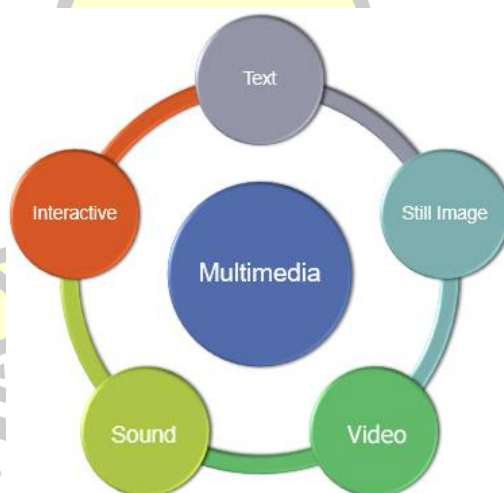 Text
Still Image
Video
Sound
Interactive
Multimedia